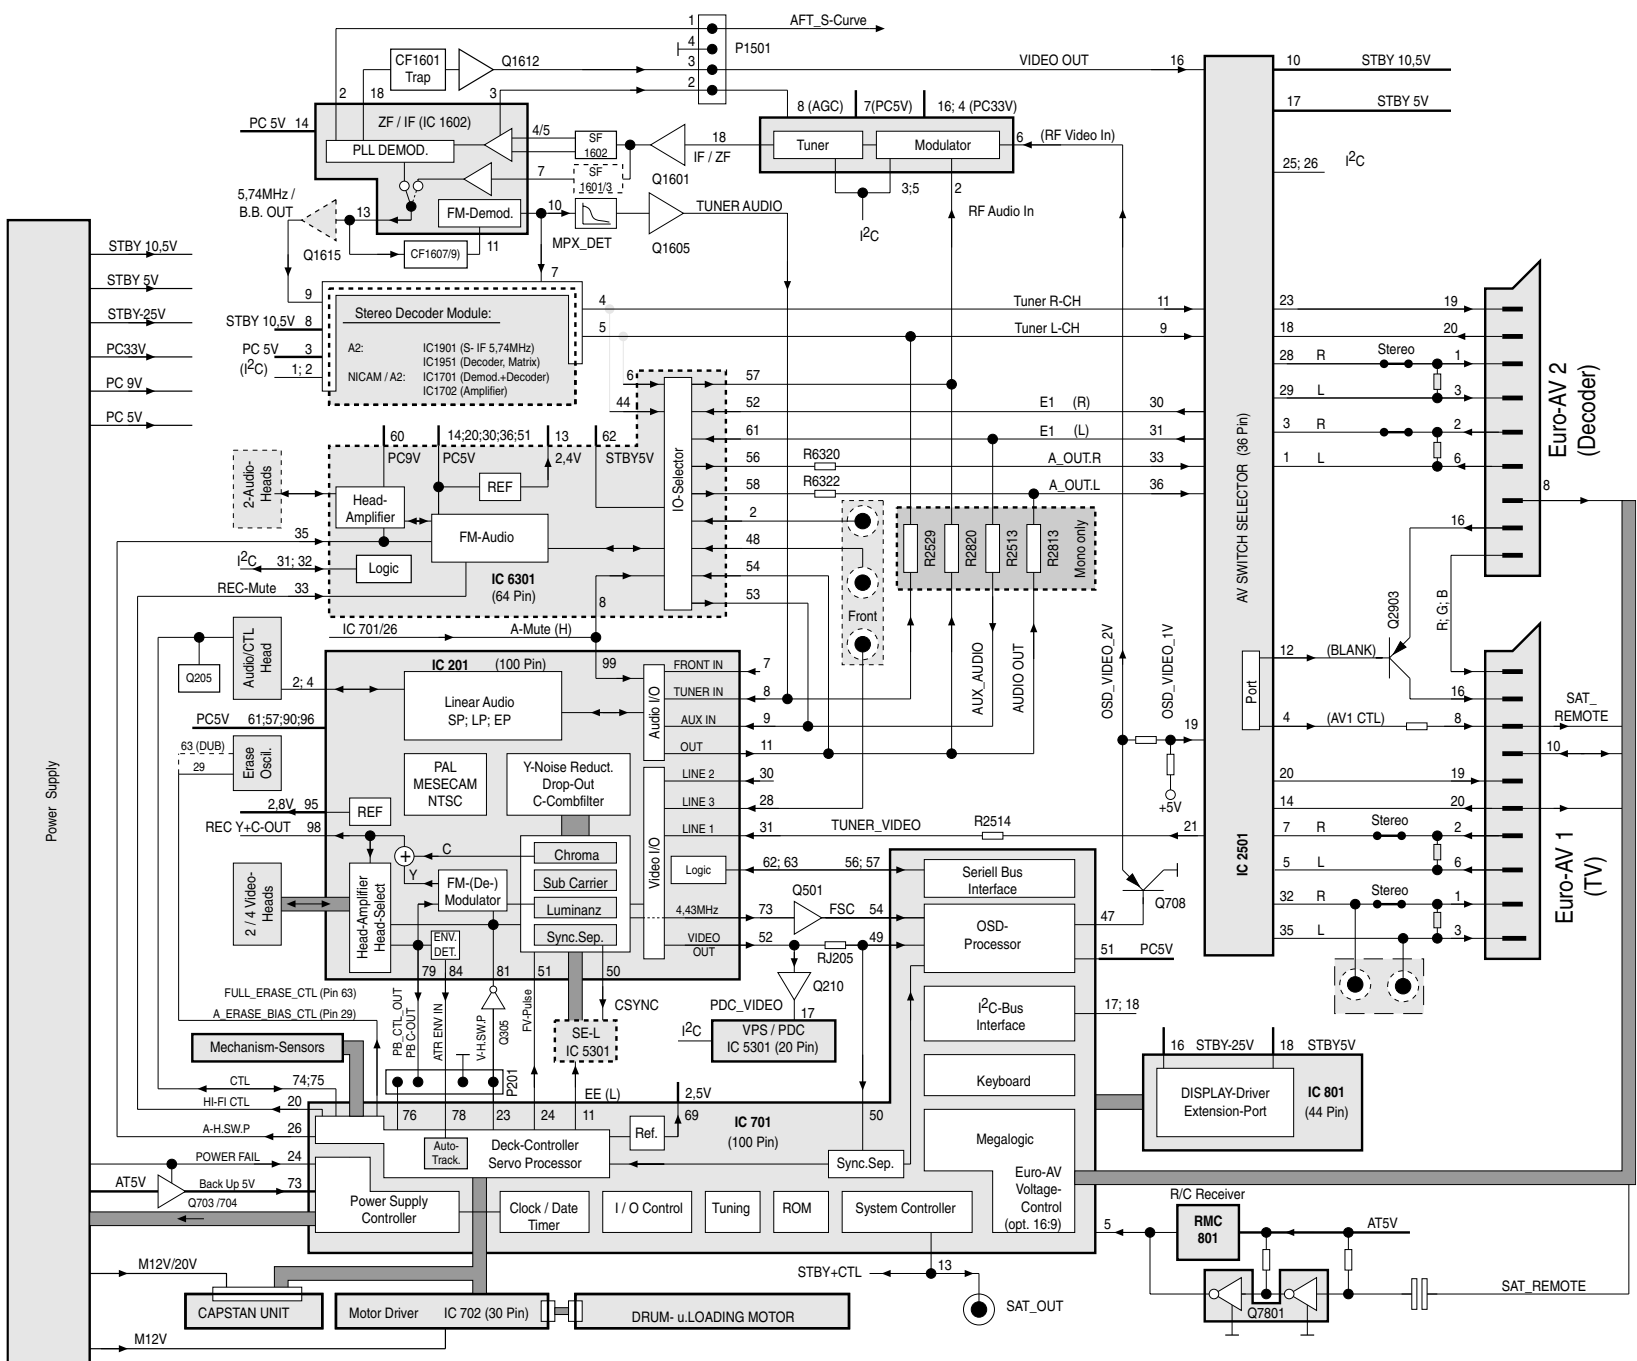 1 AFT_S-Curve
4 P1501
CF1601
Trap
Q1612
3 VIDEO OUT 16
10 STBY 10,5V
2 18 3 2
8 (AGC) 7(PC5V) 16; 4 (PC33V)
17 STBY 5V
PC 5V 14
ZF / IF (IC 1602)
PLL DEMOD.
4/5
SF
1602
18
IF / ZF
Q1601
Tuner
Modulator
6 (RF Video In)
25; 26 I²C
7
SF
1601/3
3;5 2
5,74MHz /
B.B. OUT
13
FM-Demod.
10
TUNER AUDIO
RF Audio In
I²C
Q1615
CF1607/9)
11
MPX_DET
Q1605
STBY 10,5V
STBY 5V
STBY-25V
PC33V
PC 9V
PC 5V
Power Supply
9
7
STBY 10,5V 8
PC 5V 3
(I²C) 1; 2
Stereo Decoder Module:
A2: IC1901 (S- IF 5,74MHz)
IC1951 (Decoder, Matrix)
NICAM / A2: IC1701 (Demod.+Decoder)
IC1702 (Amplifier)
4 Tuner R-CH 11
5 Tuner L-CH 9
23 19
18 20
28 R Stereo 1
29 L 3
3 R 2
1 L 6
8
16
Euro-AV 2
(Decoder)
6 57
44 52 E1 (R) 30
61 E1 (L) 31
56 R6320 A_OUT.R 33
58 R6322 A_OUT.L 36
2
48
54
53
IO-Selector
60 14;20;30;36;51 13 62
PC9V PC5V 2,4V STBY5V
2-Audio-
Heads
Head-
Amplifier
REF
FM-Audio
35
I²C 31; 32
Logic
IC 6301
(64 Pin)
REC-Mute 33
8
Front
R2529
R2820
R2513
R2813
Mono only
AV SWITCH SELECTOR (36 Pin)
IC 2501
Q2903
R; G; B
IC 701/26 A-Mute (H)
Audio/CTL
Head
Q205
2; 4
IC 201 (100 Pin)
99
Linear Audio
SP; LP; EP
Audio I/O
FRONT IN 7
TUNER IN 8
AUX IN 9
OUT 11
AUX_AUDIO
AUDIO OUT
OSD_VIDEO_2V
OSD_VIDEO_1V
19
+5V
Port
12 (BLANK)
16
4 (AV1 CTL) 8
SAT_
REMOTE
10
20 19
14 20
7 R Stereo 2
5 L 6
32 R Stereo 1
35 L 3
Euro-AV 1
(TV)
PC5V 61;57;90;96
63 (DUB)
29
Erase
Oscil.
PAL
MESECAM
NTSC
Y-Noise Reduct.
Drop-Out
C-Combfilter
LINE 2 30
LINE 3 28
LINE 1 31 TUNER_VIDEO R2514 21
2,8V 95
REF
REC Y+C-OUT 98
C
Y
Chroma
Sub Carrier
Luminanz
Sync.Sep.
Video I/O
Logic
62; 63 56; 57
Seriell Bus
Interface
2 / 4 Video-
Heads
Head-Amplifier
Head-Select
FM-(De-)
Modulator
ENV.
DET.
4,43MHz 73
Q501
FSC 54
OSD-
Processor
47
Q708
VIDEO
OUT
52
RJ205
49
51 PC5V
79 84 81 51 50
Q210
FULL_ERASE_CTL (Pin 63)
A_ERASE_BIAS_CTL (Pin 29)
PB_CTL_OUT
PB C-OUT
ATR ENV IN
V-H.SW.P
Q305
FV-Pulse
CSYNC
SE-L
IC 5301
PDC_VIDEO
17
I²C
VPS / PDC
IC 5301 (20 Pin)
I²C-Bus
Interface
17; 18
Mechanism-Sensors
P201
Keyboard
16 STBY-25V 18 STBY5V
DISPLAY-Driver
Extension-Port
IC 801
(44 Pin)
CTL 74;75
HI-FI CTL 20
A-H.SW.P 26
POWER FAIL 24
AT5V Back Up 5V 73
Q703 /704
76 78 23 24 11
EE (L)
2,5V
69
IC 701
(100 Pin)
50
Auto-
Track.
Deck-Controller
Servo Processor
Ref.
Sync.Sep.
Megalogic
Euro-AV
Voltage-
Control
(opt. 16:9)
Power Supply
Controller
Clock / Date
Timer
I / O Control
Tuning
ROM
System Controller
5
R/C Receiver
RMC
801
AT5V
M12V/20V
STBY+CTL 13
SAT_OUT
Q7801
SAT_REMOTE
CAPSTAN UNIT
Motor Driver IC 702 (30 Pin)
DRUM- u.LOADING MOTOR
M12V